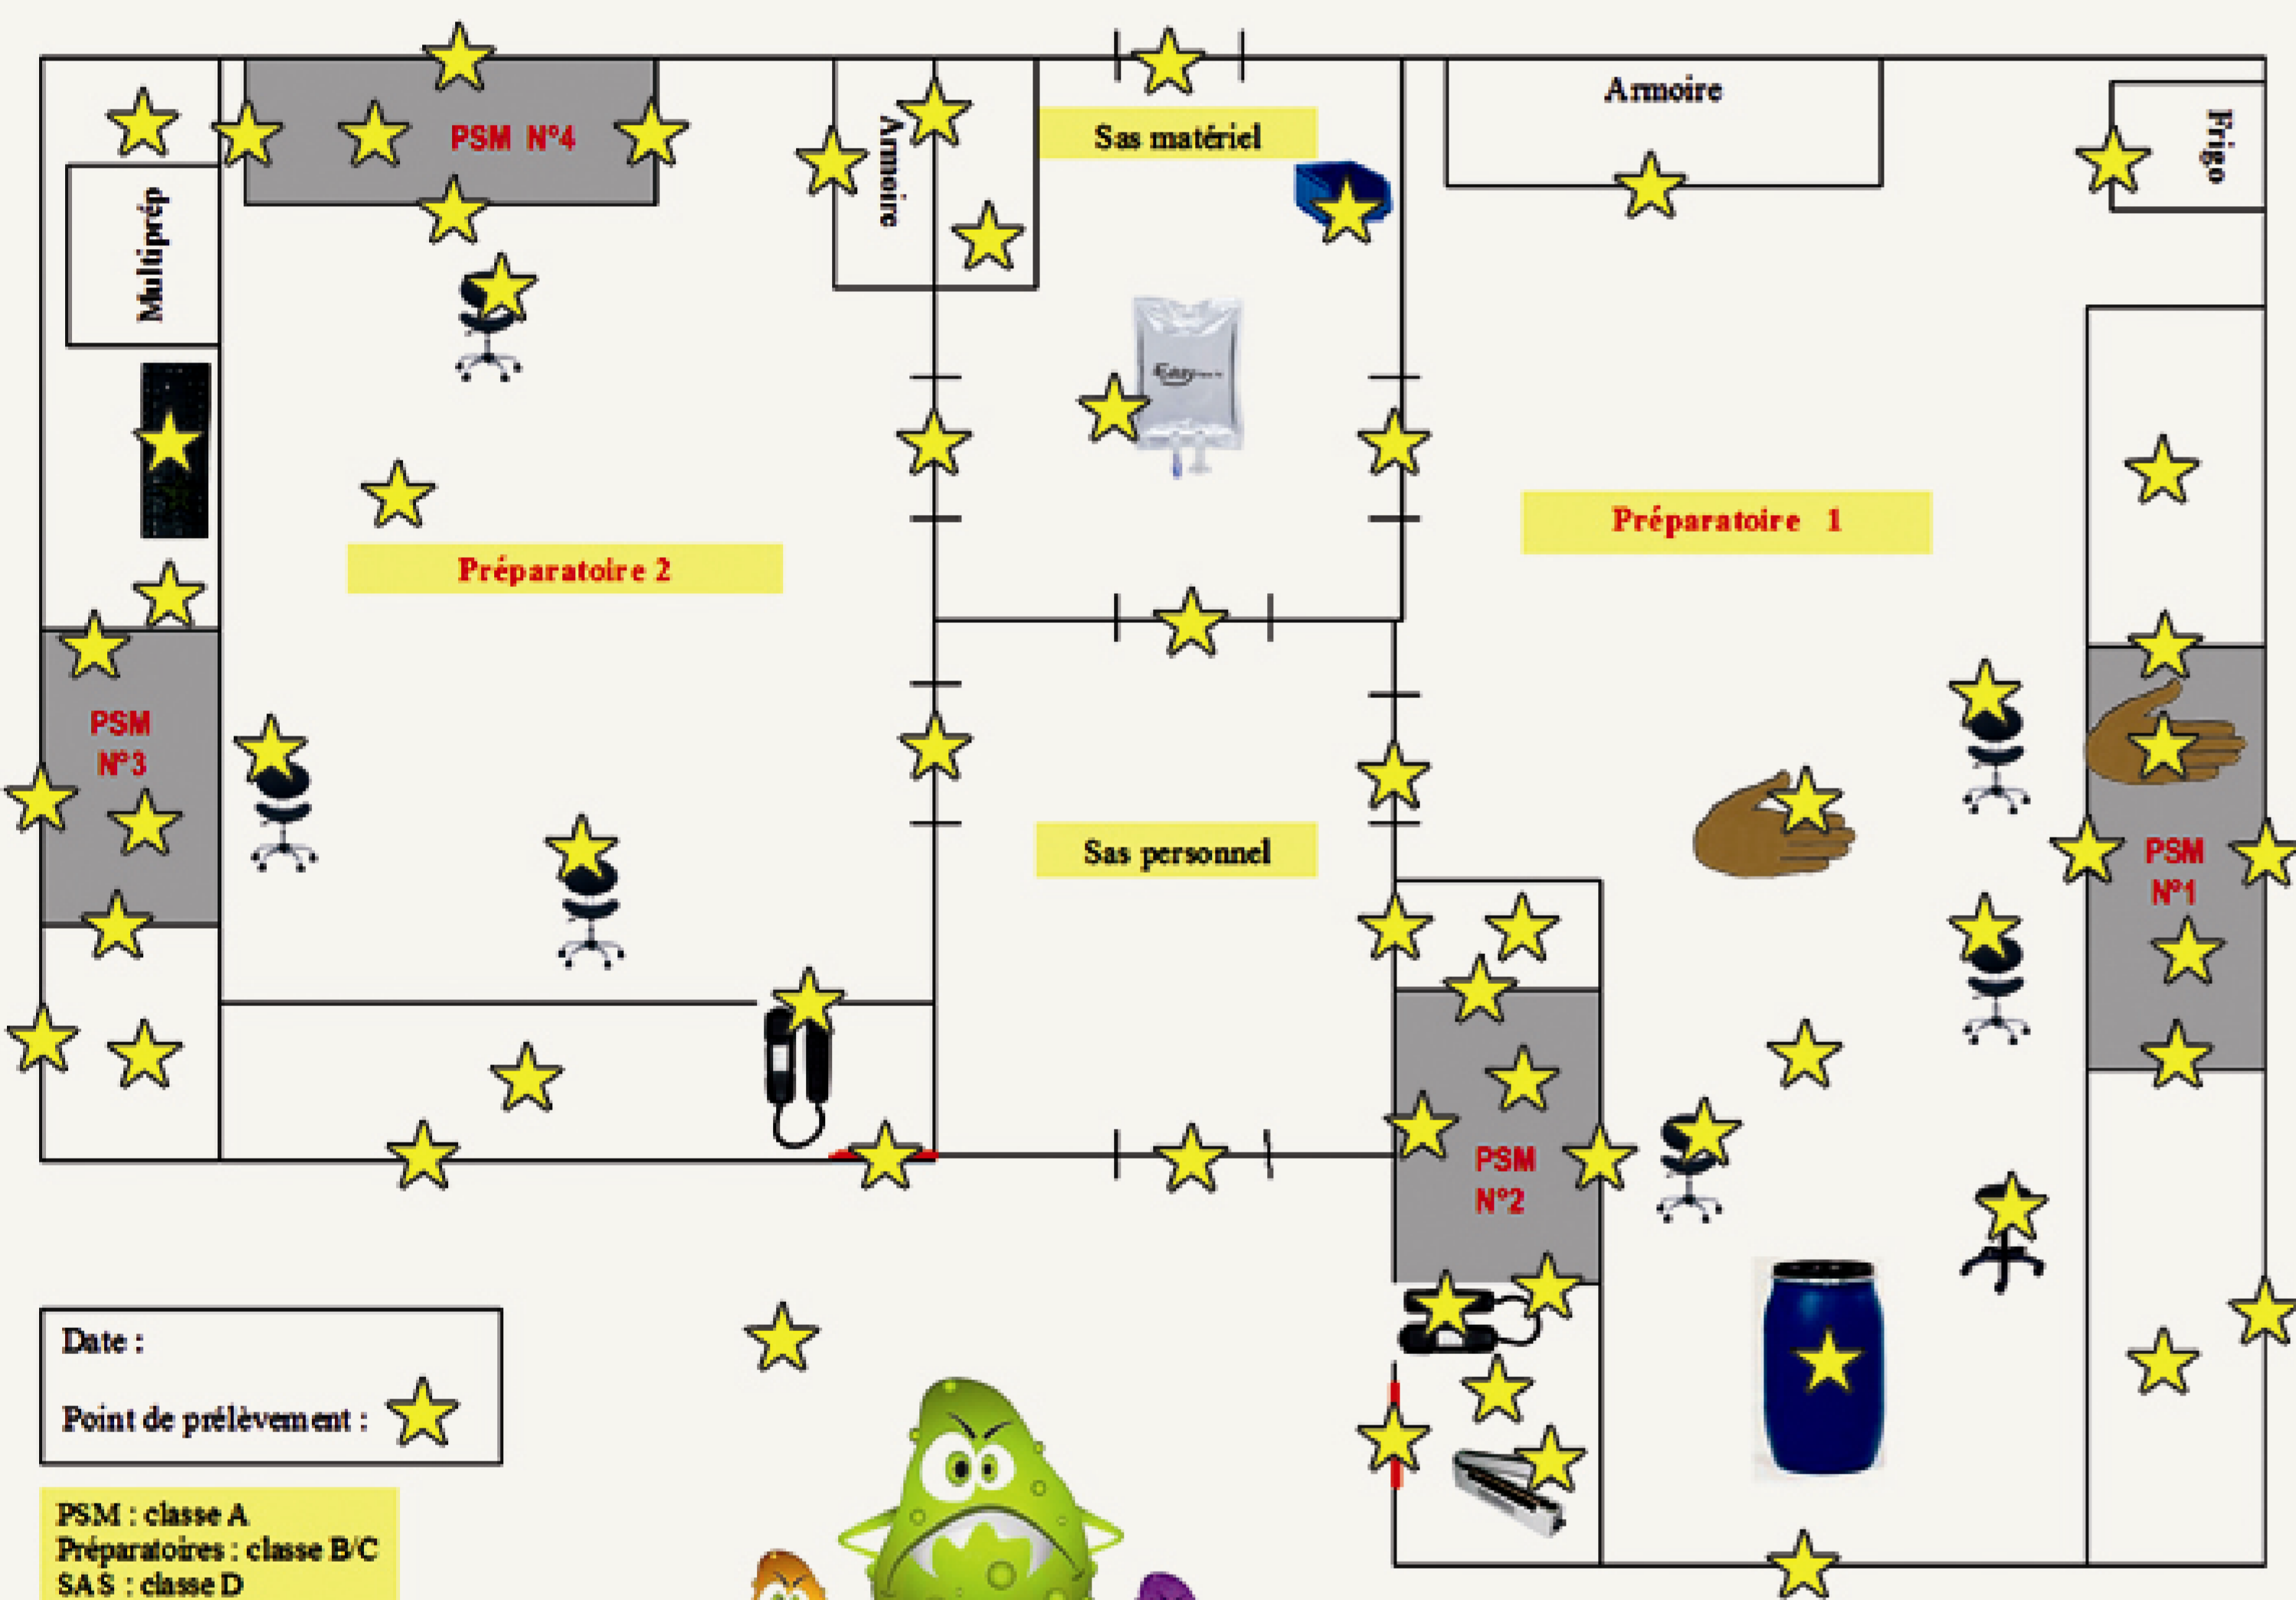 Armoire
PSM N°4
Armoire
Sas matériel
Frigo
Multiprép
Préparatoire 1
Préparatoire 2
PSM
N°3
Sas personnel
PSM
N°1
PSM
N°2
Date :
Point de prélèvement :
PSM : classe A
Préparatoires : classe B/C
SAS : classe D